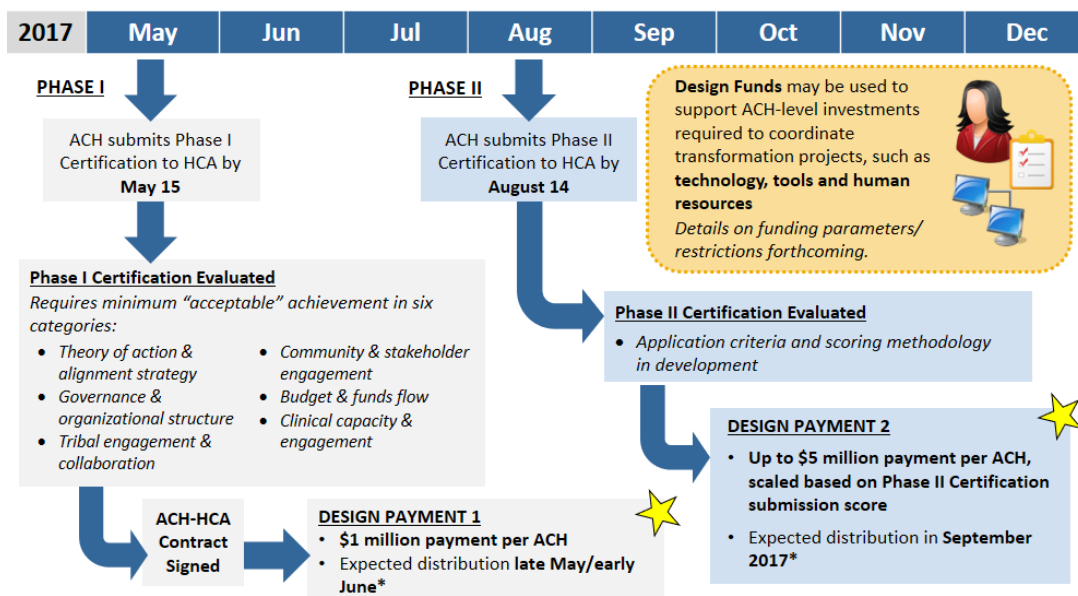 2017 May Jun Jul Aug Sep Oct Nov Dec
PHASE I
ACH submits Phase I
Certification to HCA by
May 15
Phase I Certification Evaluated
Requires minimum “acceptable” achievement in six
categories:
• Theory of action &
alignment strategy
• Governance &
organizational structure
• Tribal engagement &
collaboration
• Community & stakeholder
engagement
• Budget & funds flow
• Clinical capacity &
engagement
ACH-HCA
Contract
Signed
DESIGN PAYMENT 1
• $1 million payment per ACH
• Expected distribution late May/early
June*
PHASE II
ACH submits Phase II
Certification to HCA by
August 14
Phase II Certification Evaluated
• Application criteria and scoring methodology
in development
DESIGN PAYMENT 2
• Up to $5 million payment per ACH,
scaled based on Phase II Certification
submission score
• Expected distribution in September
2017*
Design Funds may be used to
support ACH-level investments
required to coordinate
transformation projects, such as
technology, tools and human
resources
Details on funding parameters/
restrictions forthcoming.